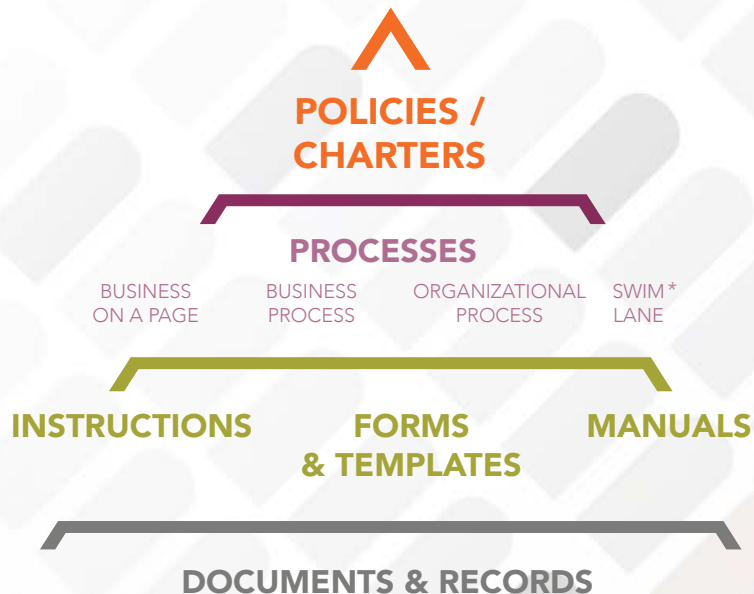 POLICIES /
CHARTERS
PROCESSES
BUSINESS
ON A PAGE
BUSINESS
PROCESS
ORGANIZATIONAL
PROCESS
SWIM*
LANE
INSTRUCTIONS
FORMS
& TEMPLATES
MANUALS
DOCUMENTS & RECORDS